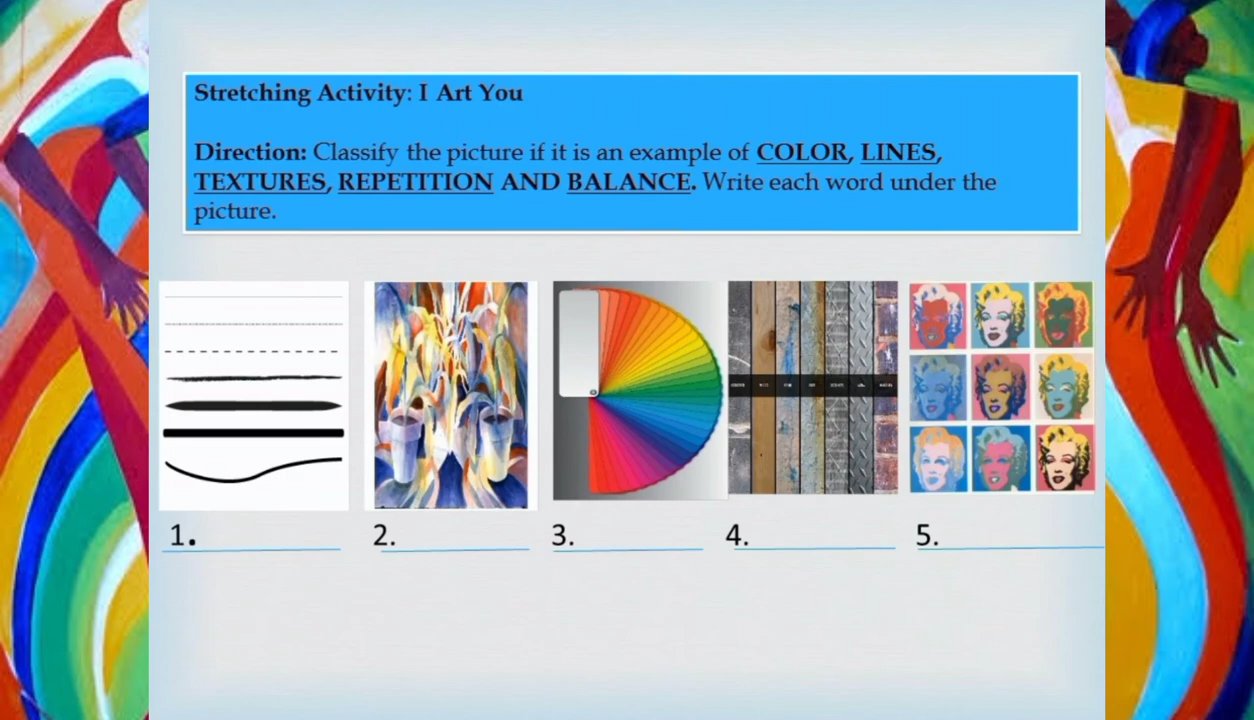 Stretching Activity: I Art You
Direction: Classify the picture if it is an example of COLOR, LINES,
TEXTURES, REPETITION AND BALANCE. Write each word under the
picture.
1. 2. 3. 4. 5.